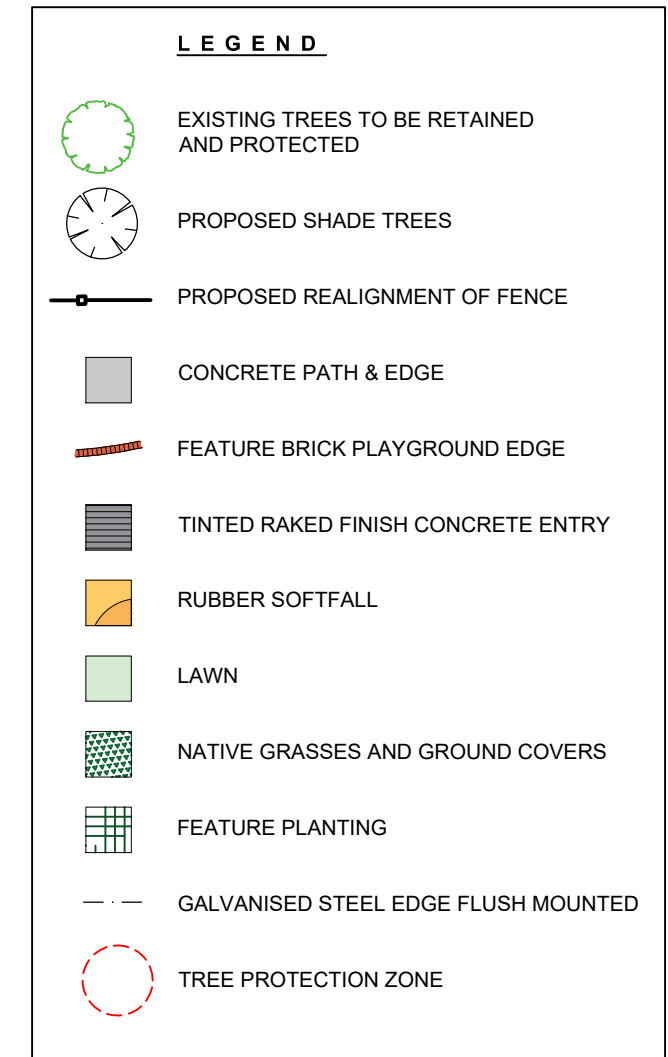 LEGEND
EXISTING TREES TO BE RETAINED
AND PROTECTED
PROPOSED SHADE TREES
PROPOSED REALIGNMENT OF FENCE
CONCRETE PATH & EDGE
FEATURE BRICK PLAYGROUND EDGE
TINTED RAKED FINISH CONCRETE ENTRY
RUBBER SOFTFALL
LAWN
NATIVE GRASSES AND GROUND COVERS
FEATURE PLANTING
GALVANISED STEEL EDGE FLUSH MOUNTED
TREE PROTECTION ZONE